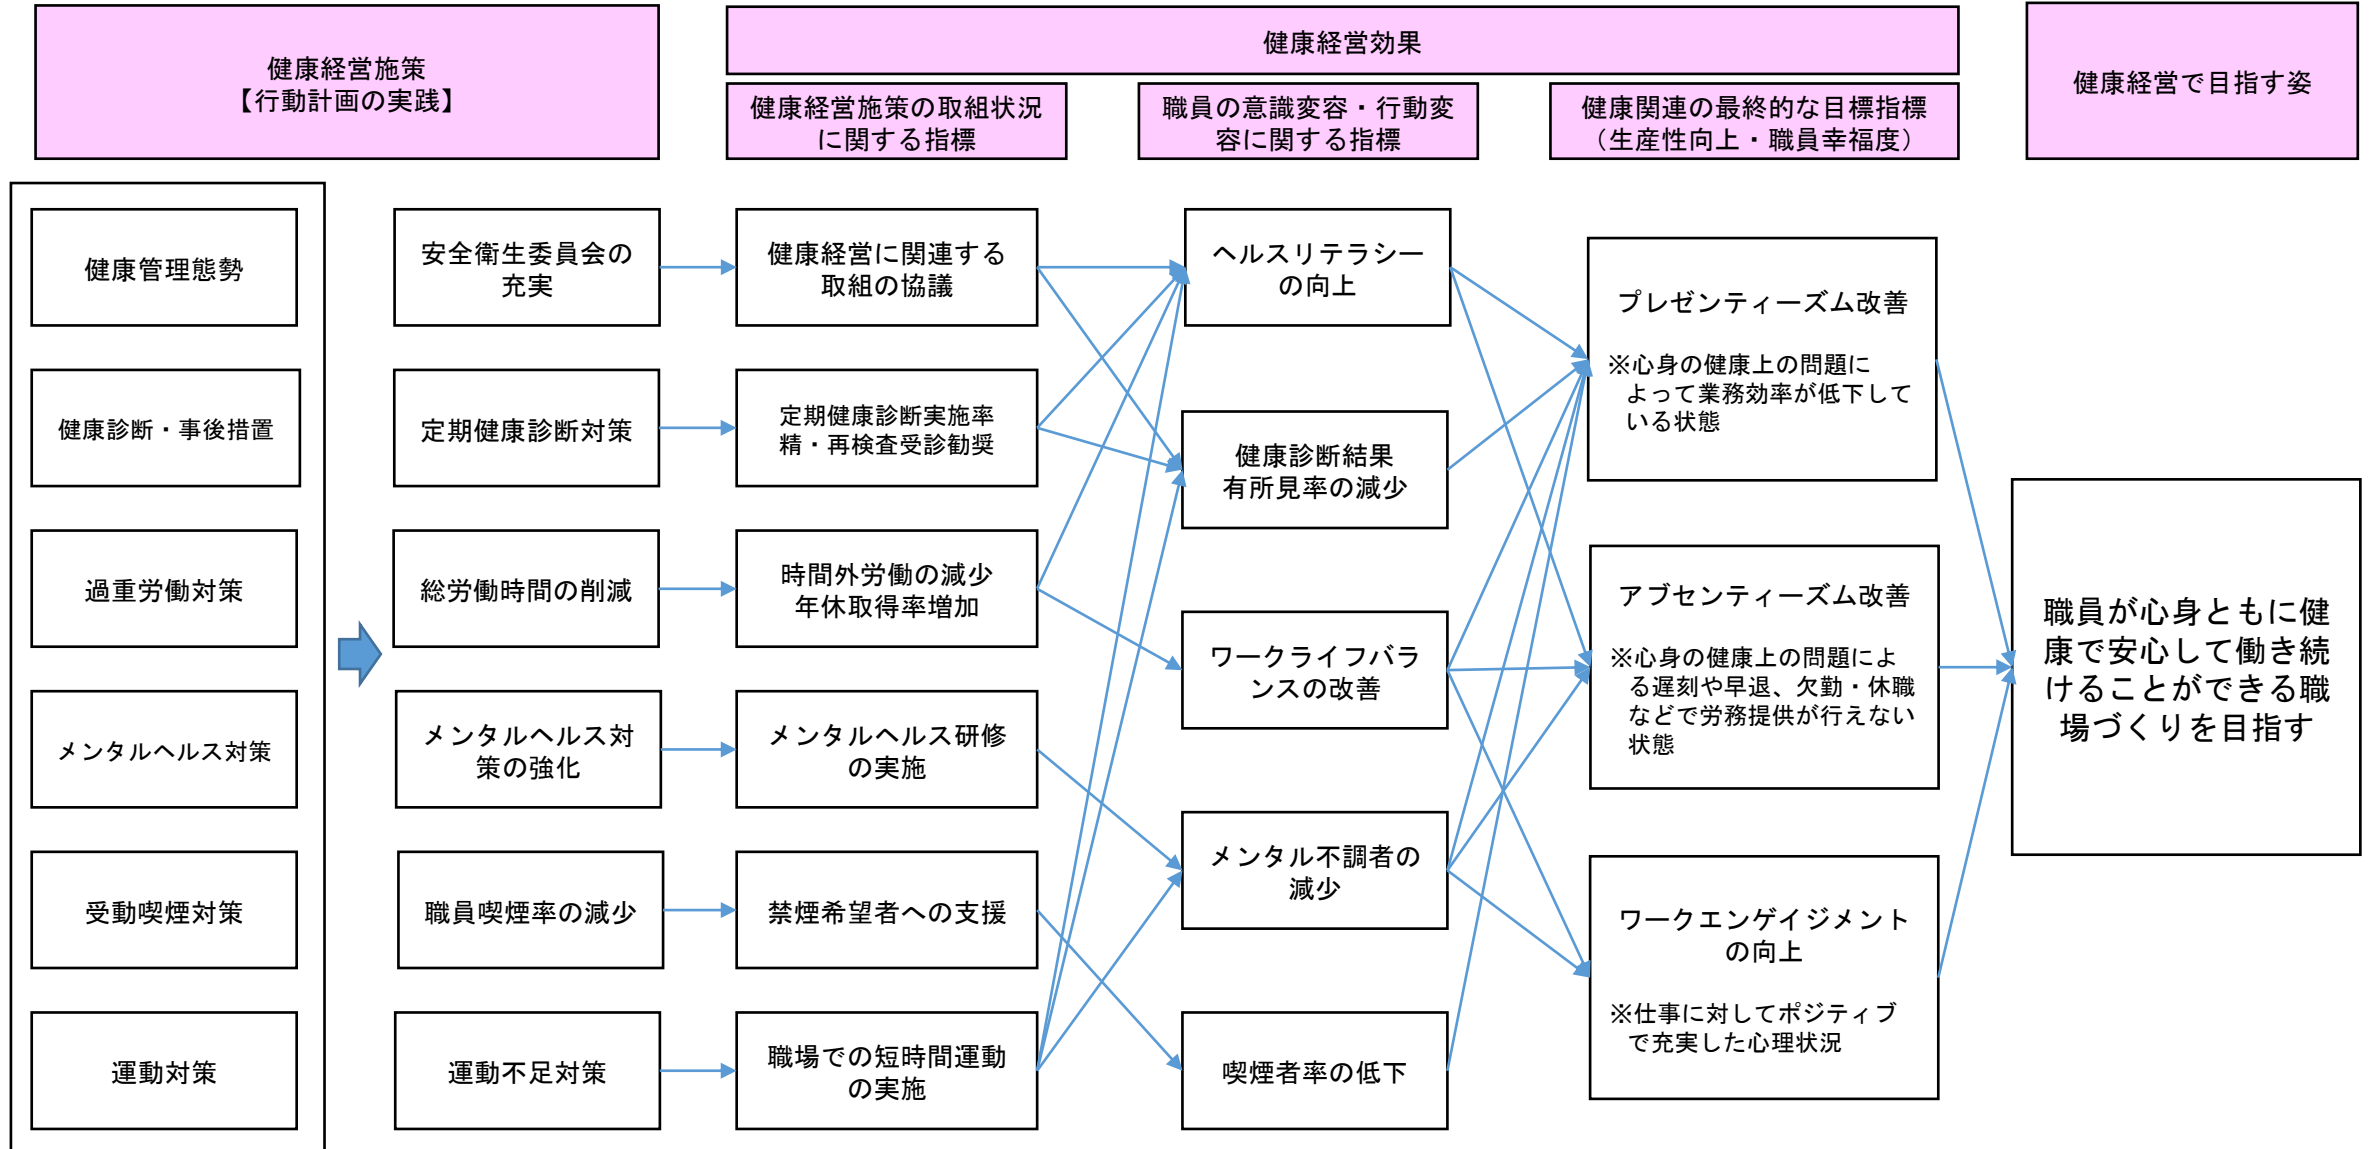 健康経営施策
【行動計画の実践】
健康経営効果
健康経営で目指す姿
健康経営施策の取組状況
に関する指標
職員の意識変容・行動変
容に関する指標
健康関連の最終的な目標指標
（生産性向上・職員幸福度）
健康管理態勢
健康診断・事後措置
過重労働対策
メンタルヘルス対策
受動喫煙対策
運動対策
安全衛生委員会の
充実
定期健康診断対策
総労働時間の削減
メンタルヘルス対
策の強化
職員喫煙率の減少
運動不足対策
健康経営に関連する
取組の協議
定期健康診断実施率
精・再検査受診勧奨
時間外労働の減少
年休取得率増加
メンタルヘルス研修
の実施
禁煙希望者への支援
職場での短時間運動
の実施
ヘルスリテラシー
の向上
健康診断結果
有所見率の減少
ワークライフバラ
ンスの改善
メンタル不調者の
減少
喫煙者率の低下
プレゼンティーズム改善
※心身の健康上の問題に
よって業務効率が低下して
いる状態
アブセンティーズム改善
※心身の健康上の問題によ
る遅刻や早退、欠勤・休職
などで労務提供が行えない
状態
ワークエンゲイジメント
の向上
※仕事に対してポジティブ
で充実した心理状況
職員が心身ともに健
康で安心して働き続
けることができる職
場づくりを目指す